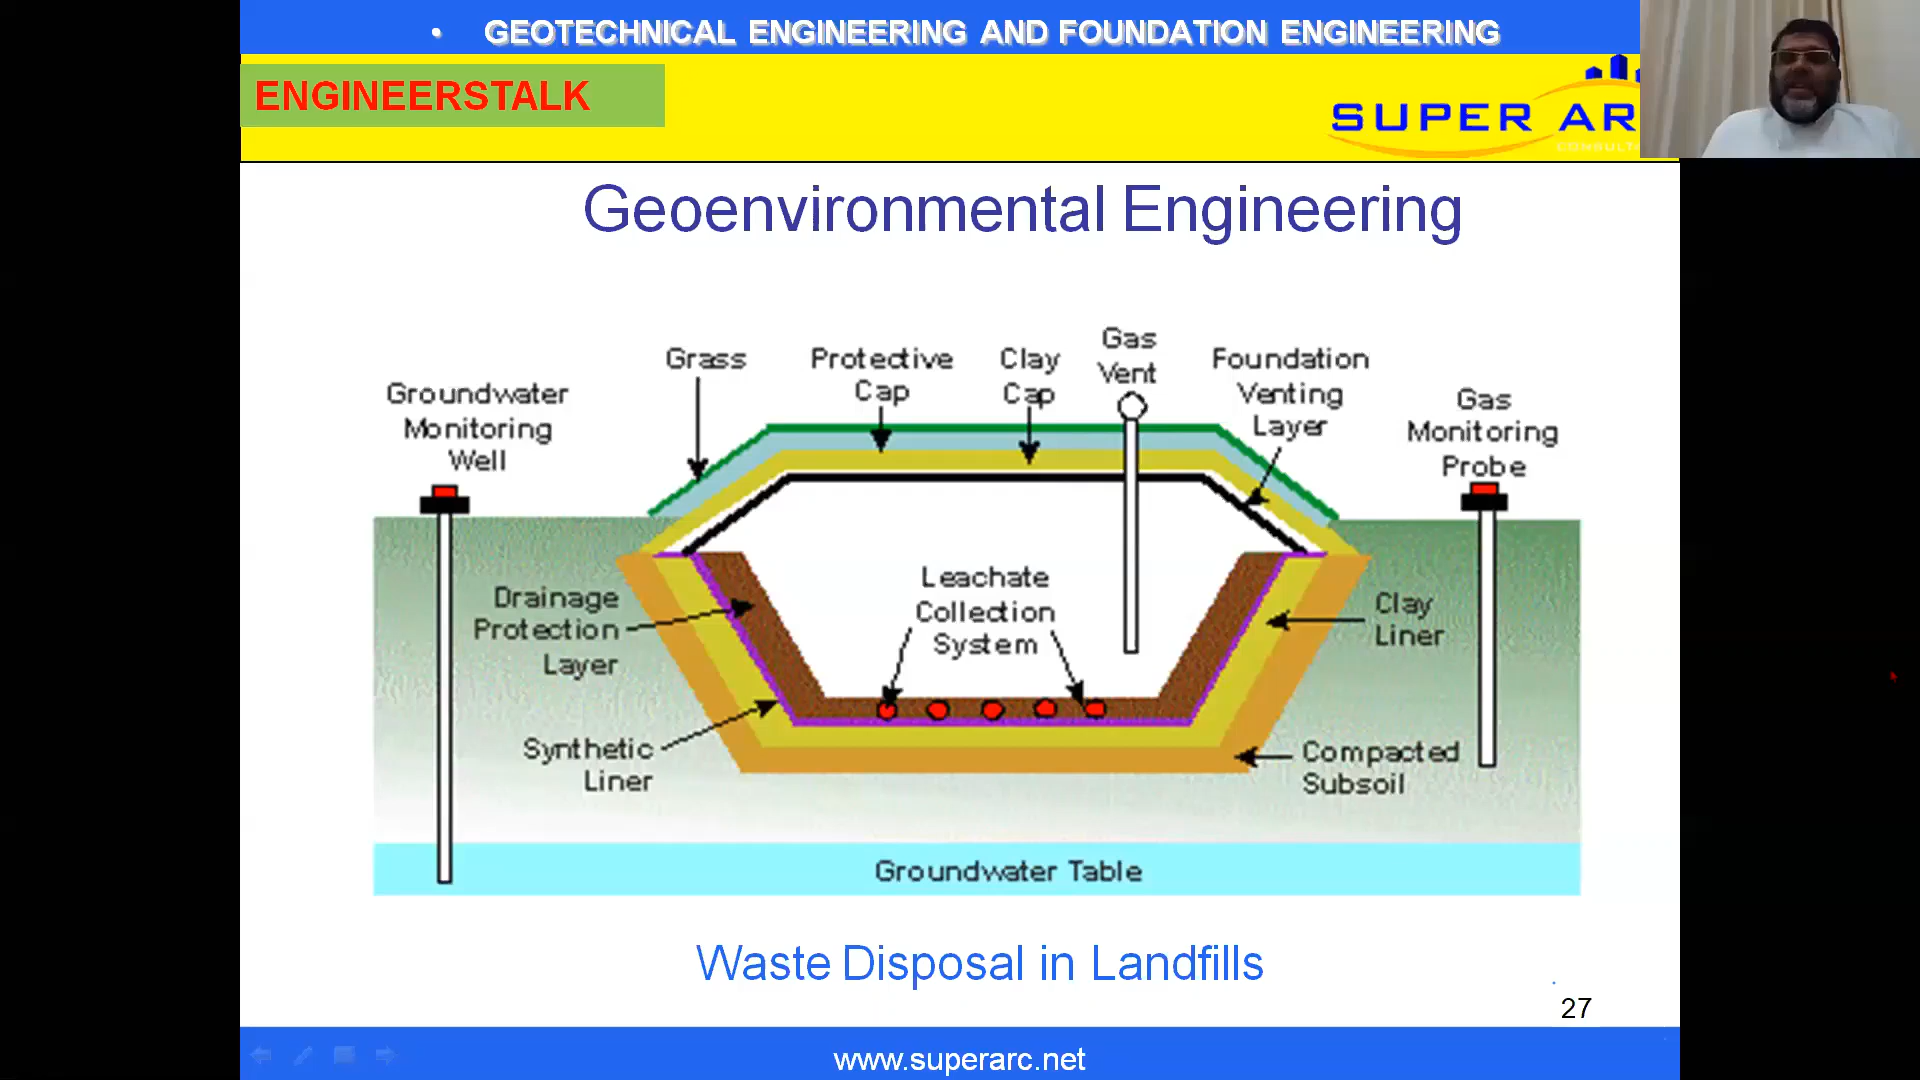 • GEOTECHNICAL ENGINEERING AND FOUNDATION ENGINEERING
ENGINEERSTALK
SUPER AR
Geoenvironmental Engineering
Groundwater
Monitoring
Well
Grass
Protective
Cap
Clay
Cap
Gas
Vent
Foundation
Venting
Layer
Gas
Monitoring
Probe
Drainage
Protection
Layer
Leachate
Collection
System
Clay
Liner
Synthetic
Liner
Compacted
Subsoil
Groundwater Table
Waste Disposal in Landfills
27
www.superarc.net